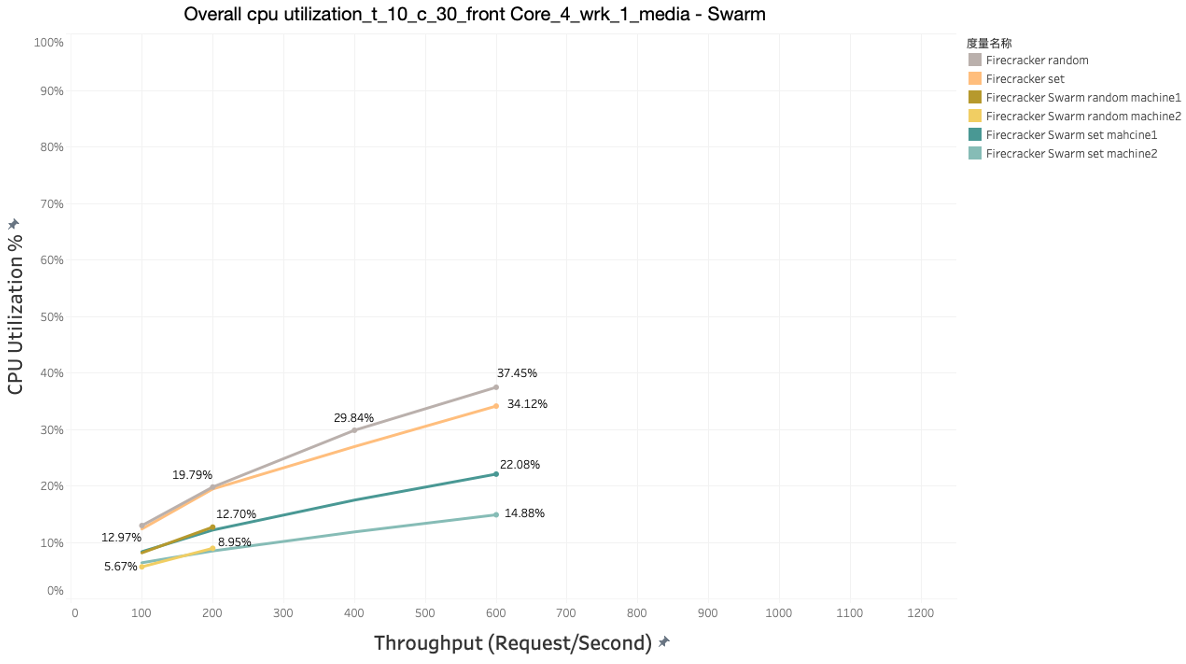 Overall cpu utilization_t_10_c_30_front Core_4_wrk_1_media - Swarm
度量名称
Firecracker random
Firecracker set
Firecracker Swarm random machine1
Firecracker Swarm random machine2
Firecracker Swarm set mahcine1
Firecracker Swarm set machine2
CPU Utilization %
100%
90%
80%
70%
60%
50%
40%
30%
20%
10%
0%
37.45%
34.12%
29.84%
22.08%
19.79%
14.88%
12.70%
12.97%
8.95%
5.67%
0 100 200 300 400 500 600 700 800 900 1000 1100 1200
Throughput (Request/Second)